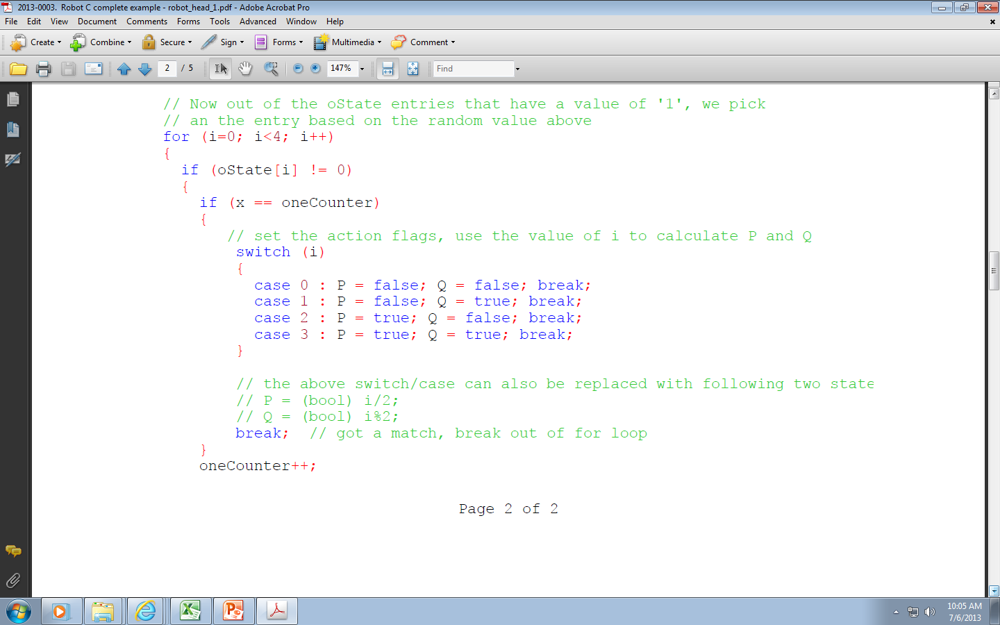 2013-0003.  Robot C complete example - robot_head_1.pdf - Adobe Acrobat Pro
File Edit View Document Comments Forms Tools Advanced Window Help
Create Combine Secure Sign Forms Multimedia Comment
2 / 5 147% Find
// Now out of the oState entries that have a value of '1', we pick
// an the entry based on the random value above
for (i=0; i<4; i++)
{
if (oState[i] != 0)
{
if (x == oneCounter)
{
// set the action flags, use the value of i to calculate P and Q
switch (i)
{
case 0 : P = false; Q = false; break;
case 1 : P = false; Q = true; break;
case 2 : P = true; Q = false; break;
case 3 : P = true; Q = true; break;
}
// the above switch/case can also be replaced with following two state
// P = (bool) i/2;
// Q = (bool) i%2;
break;  // got a match, break out of for loop
}
oneCounter++;
Page 2 of 2
10:05 AM
7/6/2013